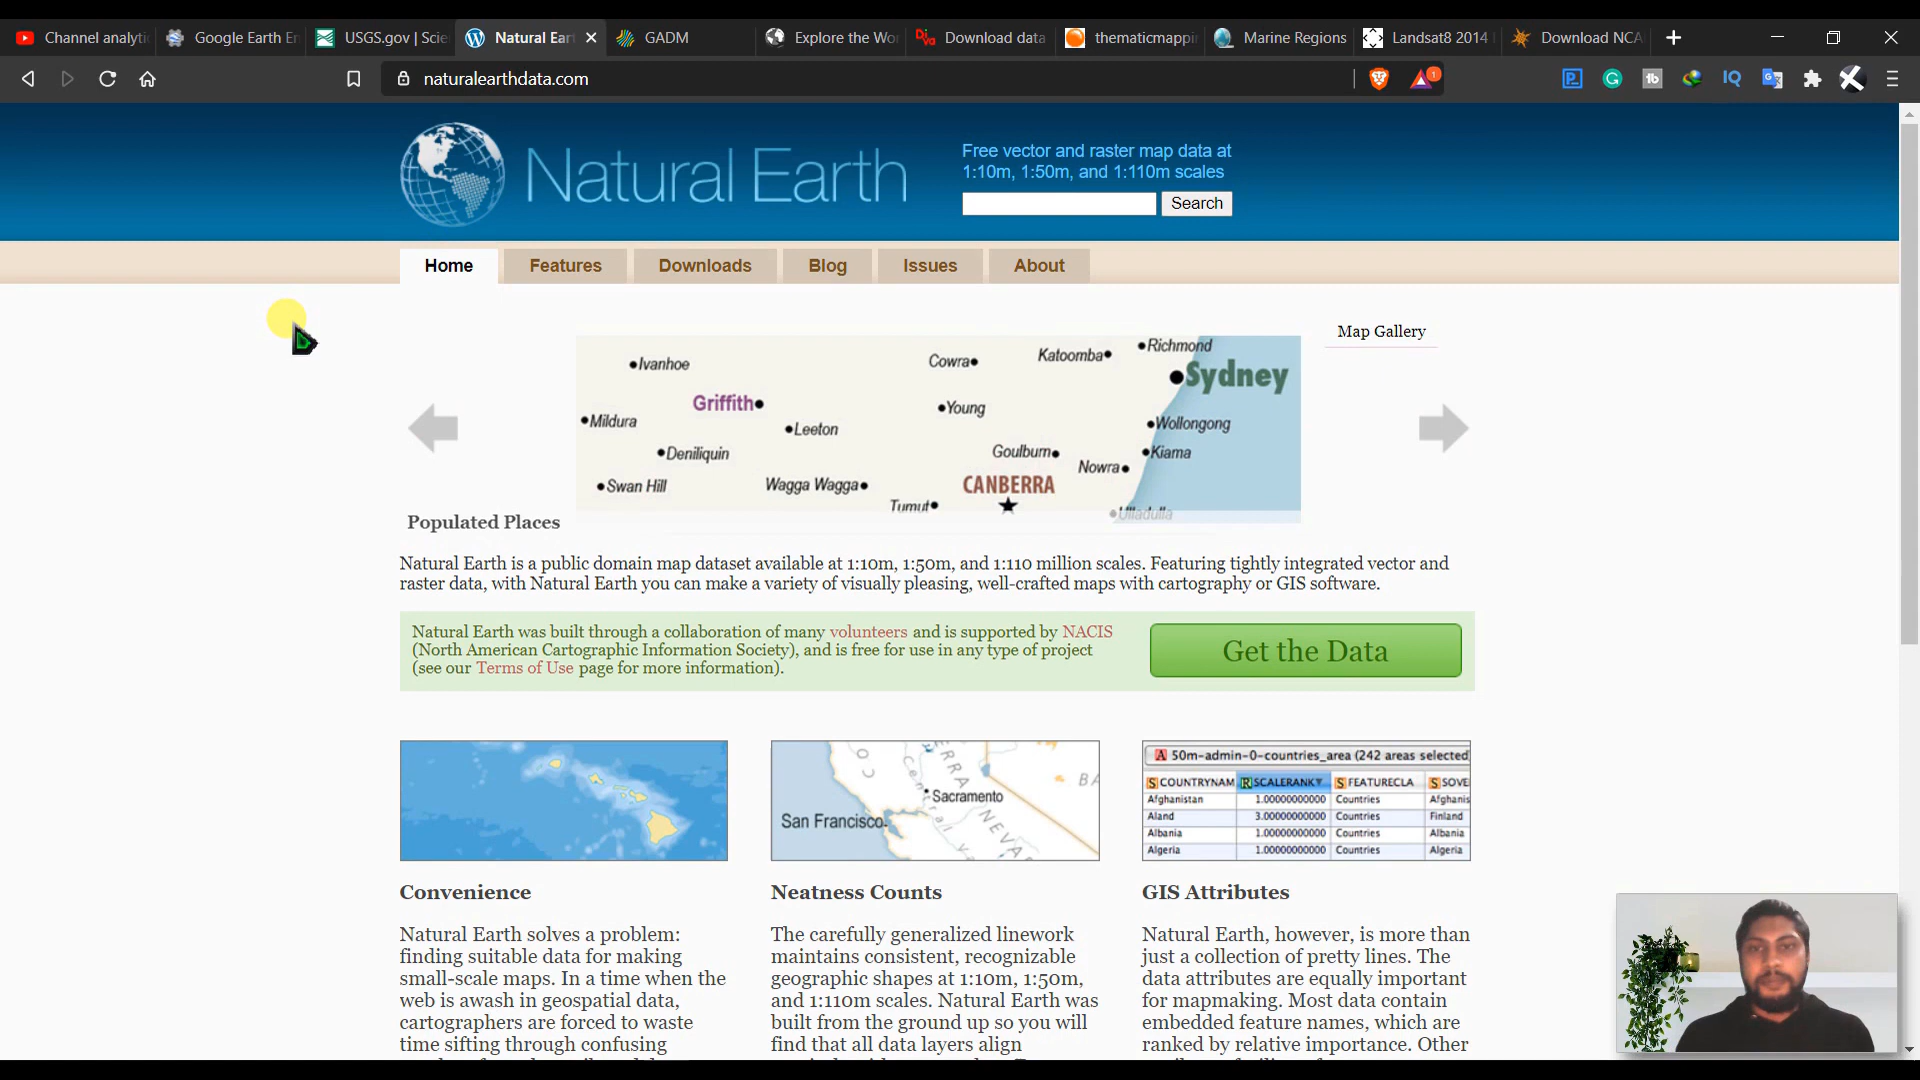 Channel analytic
Google Earth En
USGS.gov | Scie
Natural Ear
GADM
Explore the Wo
Download data
thematicmappi
Marine Regions
Landsat8 2014
Download NCA
naturalearthdata.com
Natural Earth
Free vector and raster map data at
1:10m, 1:50m, and 1:110m scales
Search
Home
Features
Downloads
Blog
Issues
About
Map Gallery
Ivanhoe
Cowra
Katoomba
Richmond
Sydney
Griffith
Young
Mildura
Leeton
Wollongong
Deniliquin
Goulburn
Nowra
Kiama
Swan Hill
Wagga Wagga
CANBERRA
Tumut
Ulladulla
Populated Places
Natural Earth is a public domain map dataset available at 1:10m, 1:50m, and 1:110 million scales. Featuring tightly integrated vector and
raster data, with Natural Earth you can make a variety of visually pleasing, well-crafted maps with cartography or GIS software.
Natural Earth was built through a collaboration of many volunteers and is supported by NACIS
(North American Cartographic Information Society), and is free for use in any type of project
(see our Terms of Use page for more information).
Get the Data
Sacramento
San Francisco
50m-admin-0-countries_area (242 areas selected)
COUNTRYNAM SCALERANK FEATURECLA SOVE
Afghanistan 1.00000000000 Countries Afghanis
Aland 3.00000000000 Countries Finland
Albania 1.00000000000 Countries Albania
Algeria 1.00000000000 Countries Algeria
Convenience
Natural Earth solves a problem:
finding suitable data for making
small-scale maps. In a time when the
web is awash in geospatial data,
cartographers are forced to waste
time sifting through confusing
Neatness Counts
The carefully generalized linework
maintains consistent, recognizable
geographic shapes at 1:10m, 1:50m,
and 1:110m scales. Natural Earth was
built from the ground up so you will
find that all data layers align
GIS Attributes
Natural Earth, however, is more than
just a collection of pretty lines. The
data attributes are equally important
for mapmaking. Most data contain
embedded feature names, which are
ranked by relative importance. Other